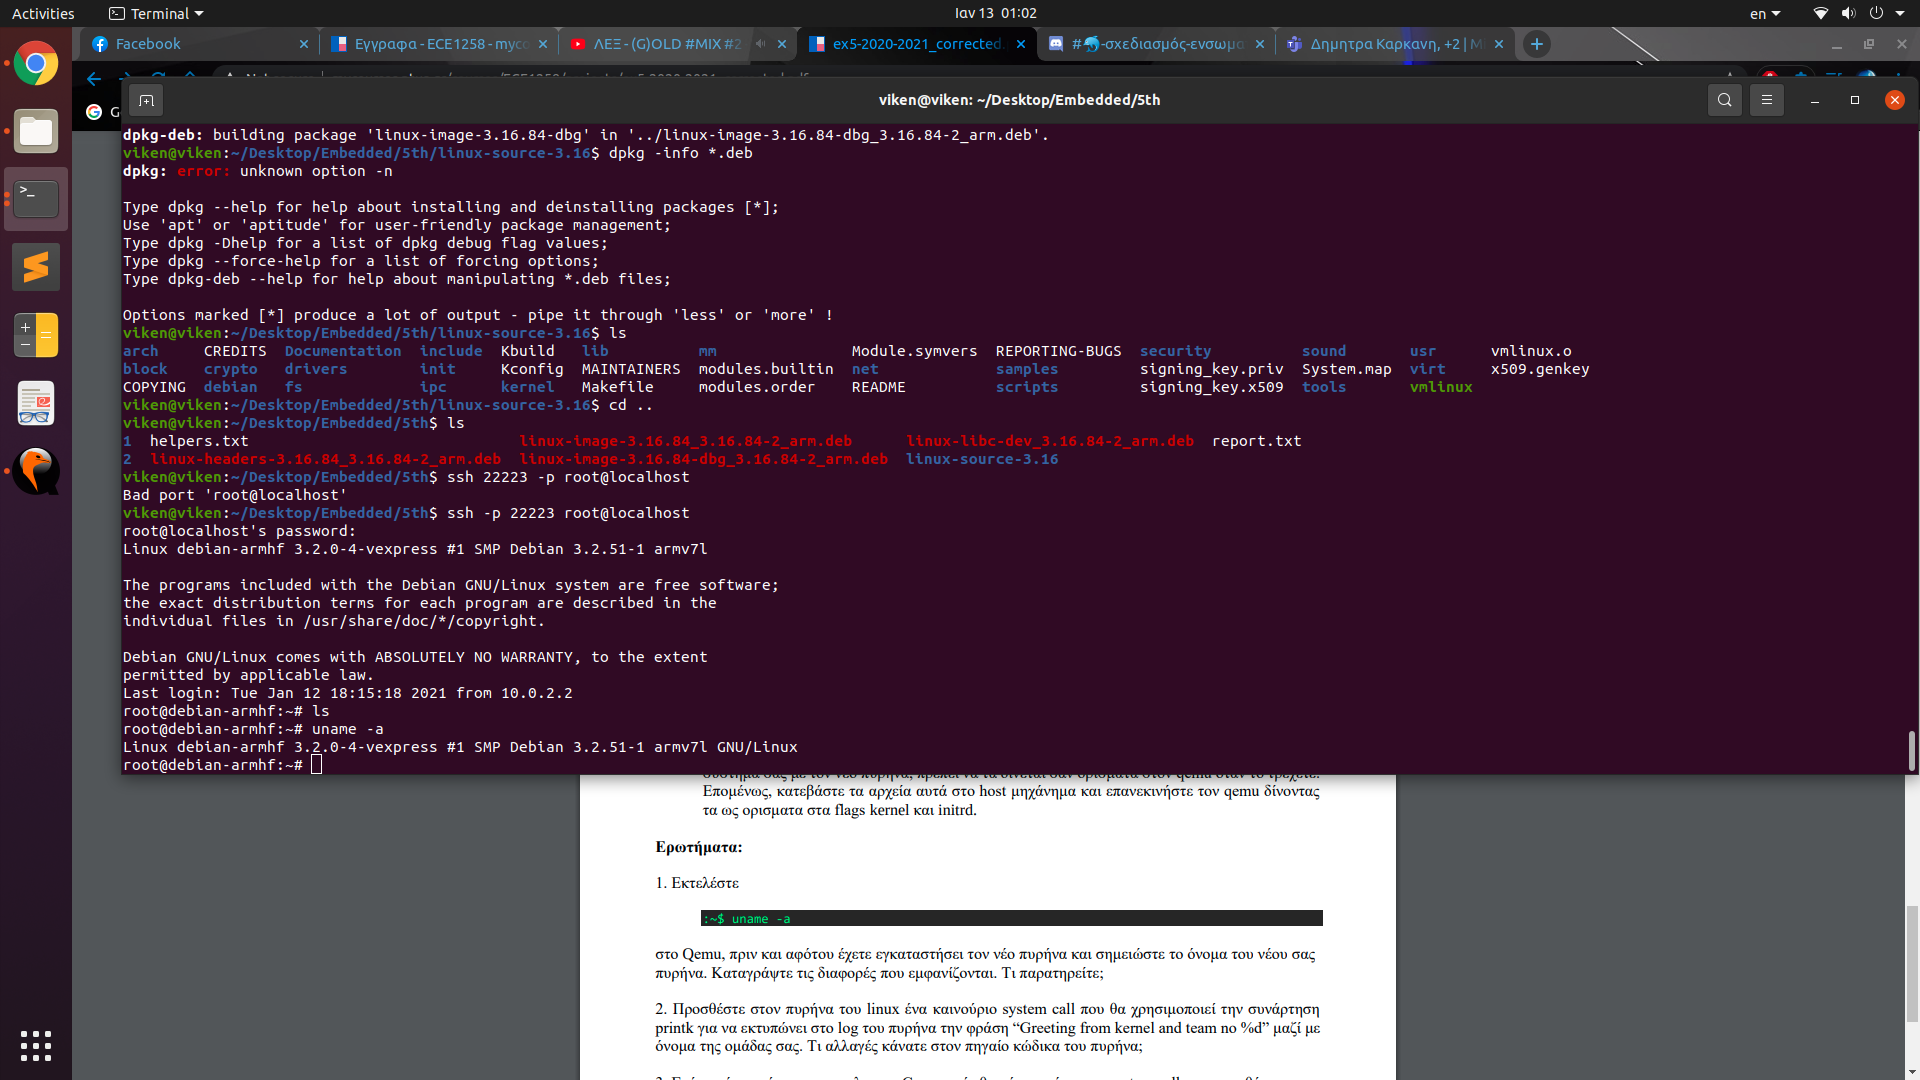 Activities Terminal Ιαν 13 01:02 en
Facebook Εγγραφα - ECE1258 - myco ΛΕΞ - (G)OLD #MIX #2 ex5-2020-2021_corrected. #🐬-σχεδιασμός-ενσωμα Δημητρα Καρκανη, +2 | Mi
G
viken@viken: ~/Desktop/Embedded/5th
dpkg-deb: building package 'linux-image-3.16.84-dbg' in '../linux-image-3.16.84-dbg_3.16.84-2_arm.deb'.
viken@viken:~/Desktop/Embedded/5th/linux-source-3.16$ dpkg -info *.deb
dpkg: error: unknown option -n
Type dpkg --help for help about installing and deinstalling packages [*];
Use 'apt' or 'aptitude' for user-friendly package management;
Type dpkg -Dhelp for a list of dpkg debug flag values;
Type dpkg --force-help for a list of forcing options;
Type dpkg-deb --help for help about manipulating *.deb files;
Options marked [*] produce a lot of output - pipe it through 'less' or 'more' !
viken@viken:~/Desktop/Embedded/5th/linux-source-3.16$ ls
arch CREDITS Documentation include Kbuild lib mm Module.symvers REPORTING-BUGS security sound usr vmlinux.o
block crypto drivers init Kconfig MAINTAINERS modules.builtin net samples signing_key.priv System.map virt x509.genkey
COPYING debian fs ipc kernel Makefile modules.order README scripts signing_key.x509 tools vmlinux
viken@viken:~/Desktop/Embedded/5th/linux-source-3.16$ cd ..
viken@viken:~/Desktop/Embedded/5th$ ls
1 helpers.txt linux-image-3.16.84_3.16.84-2_arm.deb linux-libc-dev_3.16.84-2_arm.deb report.txt
2 linux-headers-3.16.84_3.16.84-2_arm.deb linux-image-3.16.84-dbg_3.16.84-2_arm.deb linux-source-3.16
viken@viken:~/Desktop/Embedded/5th$ ssh 22223 -p root@localhost
Bad port 'root@localhost'
viken@viken:~/Desktop/Embedded/5th$ ssh -p 22223 root@localhost
root@localhost's password:
Linux debian-armhf 3.2.0-4-vexpress #1 SMP Debian 3.2.51-1 armv7l
The programs included with the Debian GNU/Linux system are free software;
the exact distribution terms for each program are described in the
individual files in /usr/share/doc/*/copyright.
Debian GNU/Linux comes with ABSOLUTELY NO WARRANTY, to the extent
permitted by applicable law.
Last login: Tue Jan 12 18:15:18 2021 from 10.0.2.2
root@debian-armhf:~# ls
root@debian-armhf:~# uname -a
Linux debian-armhf 3.2.0-4-vexpress #1 SMP Debian 3.2.51-1 armv7l GNU/Linux
root@debian-armhf:~#
Επομένως, κατεβάστε τα αρχεία αυτά στο host μηχάνημα και επανεκινήστε τον qemu δίνοντας
τα ως ορισματα στα flags kernel και initrd.
Ερωτήματα:
1. Εκτελέστε
:~$ uname -a
στο Qemu, πριν και αφότου έχετε εγκαταστήσει τον νέο πυρήνα και σημειώστε το όνομα του νέου σας
πυρήνα. Καταγράψτε τις διαφορές που εμφανίζονται. Τι παρατηρείτε;
2. Προσθέστε στον πυρήνα του linux ένα καινούριο system call που θα χρησιμοποιεί την συνάρτηση
printk για να εκτυπώνει στο log του πυρήνα την φράση “Greeting from kernel and team no %d” μαζί με
όνομα της ομάδας σας. Τι αλλαγές κάνατε στον πηγαίο κώδικα του πυρήνα;